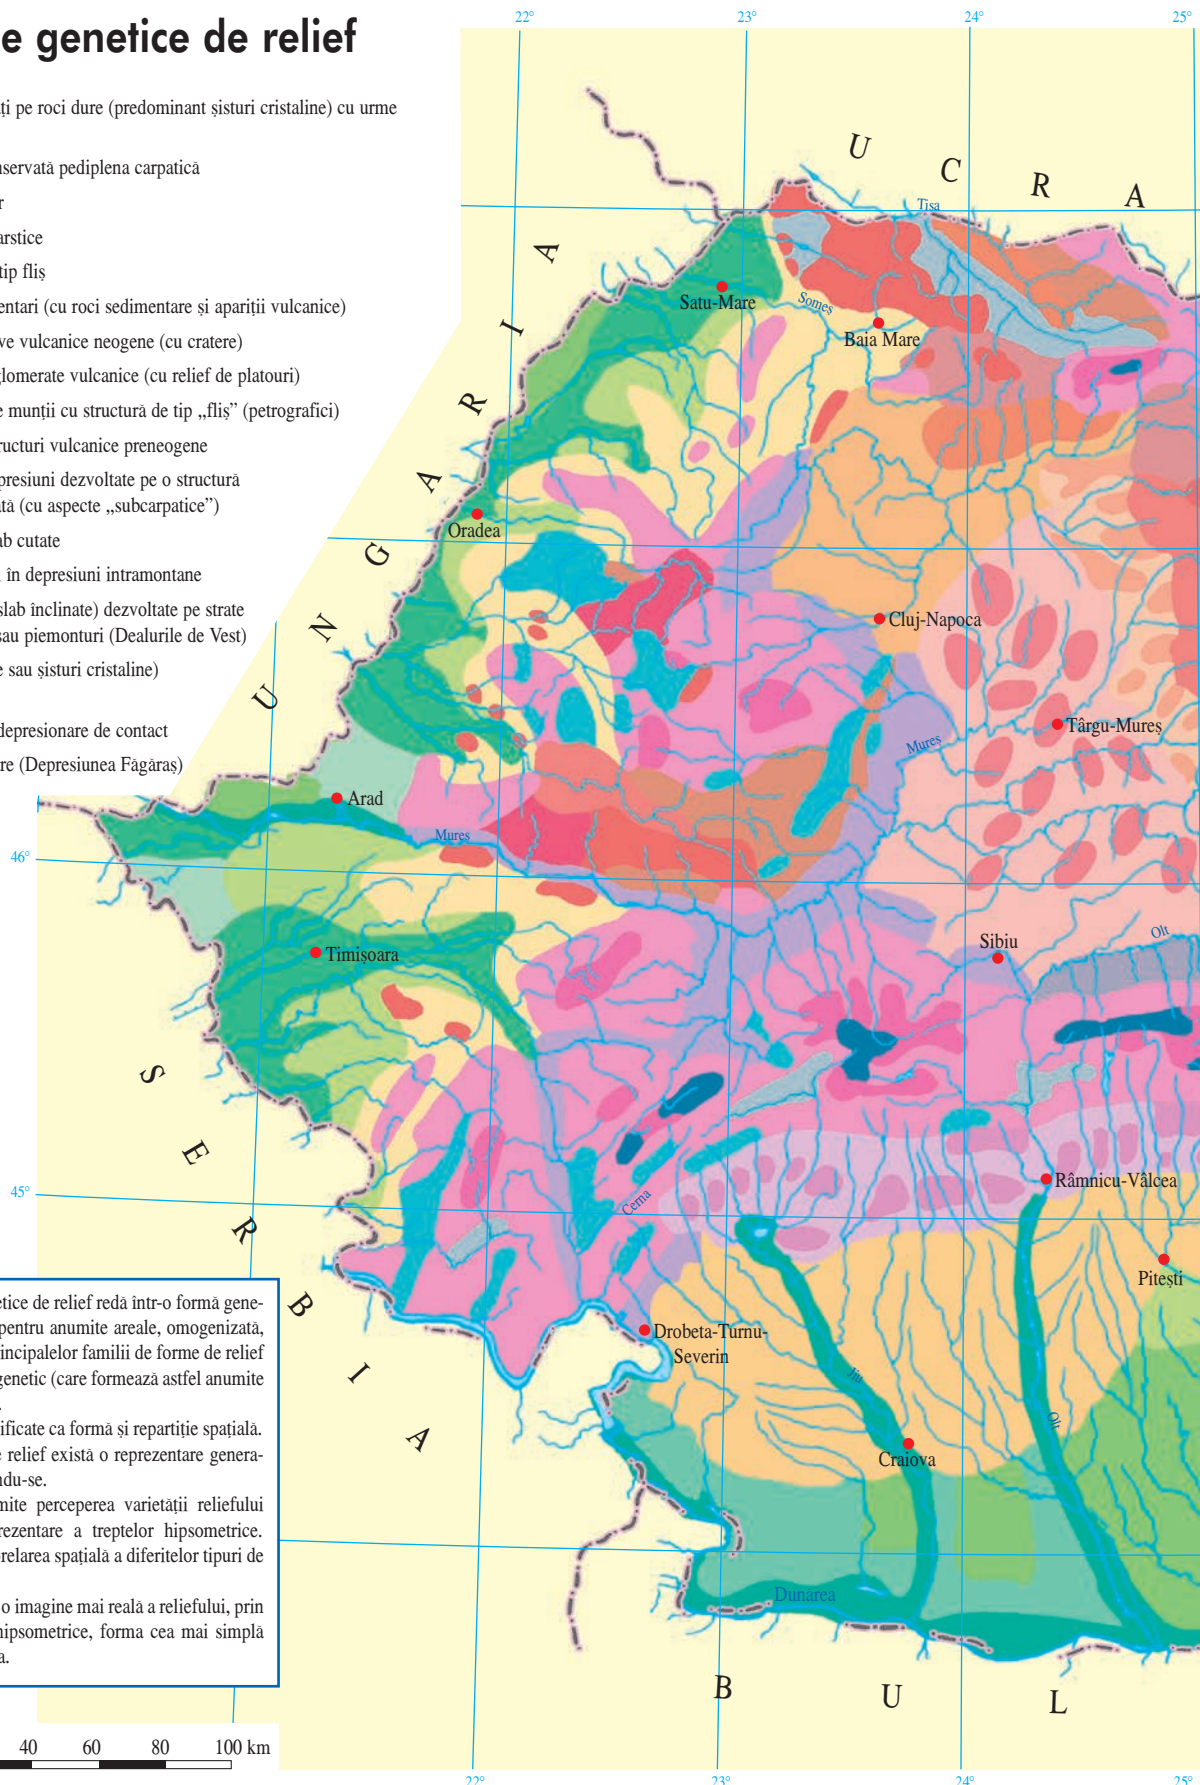 e genetice de relief
ți pe roci dure (predominant șisturi cristaline) cu urme
nservată pediplena carpatică
r
arstice
tip fliș
entari (cu roci sedimentare și apariții vulcanice)
ve vulcanice neogene (cu cratere)
glomerate vulcanice (cu relief de platouri)
e munții cu structură de tip „fliș” (petrografici)
ructuri vulcanice preneogene
presiuni dezvoltate pe o structură
ată (cu aspecte „subcarpatice”)
ab cutate
i în depresiuni intramontane
slab înclinate) dezvoltate pe strate
sau piemonturi (Dealurile de Vest)
e sau șisturi cristaline)
depresionare de contact
re (Depresiunea Făgăraș)
22° 23° 24° 25°
U C R A
Tisa
U N G A R I A
Satu-Mare
Someș
Baia Mare
Oradea
Cluj-Napoca
Târgu-Mureș
Mureș
Arad
Mureș
46°
Timișoara
Sibiu
Olt
S E R B I A
45°
Cerna
Râmnicu-Vâlcea
Pitești
Drobeta-Turnu-
Severin
Jiu
Olt
Craiova
Dunarea
B U L
etice de relief redă într-o formă gene-
pentru anumite areale, omogenizată,
incipalelor familii de forme de relief
genetic (care formează astfel anumite
.
ificate ca formă și repartiție spațială.
e relief există o reprezentare genera-
ndu-se.
mite perceperea varietății reliefului
rezentare a treptelor hipsometrice.
relarea spațială a diferitelor tipuri de
o imagine mai reală a reliefului, prin
hipsometrice, forma cea mai simplă
a.
40 60 80 100 km
22° 23° 24° 25°